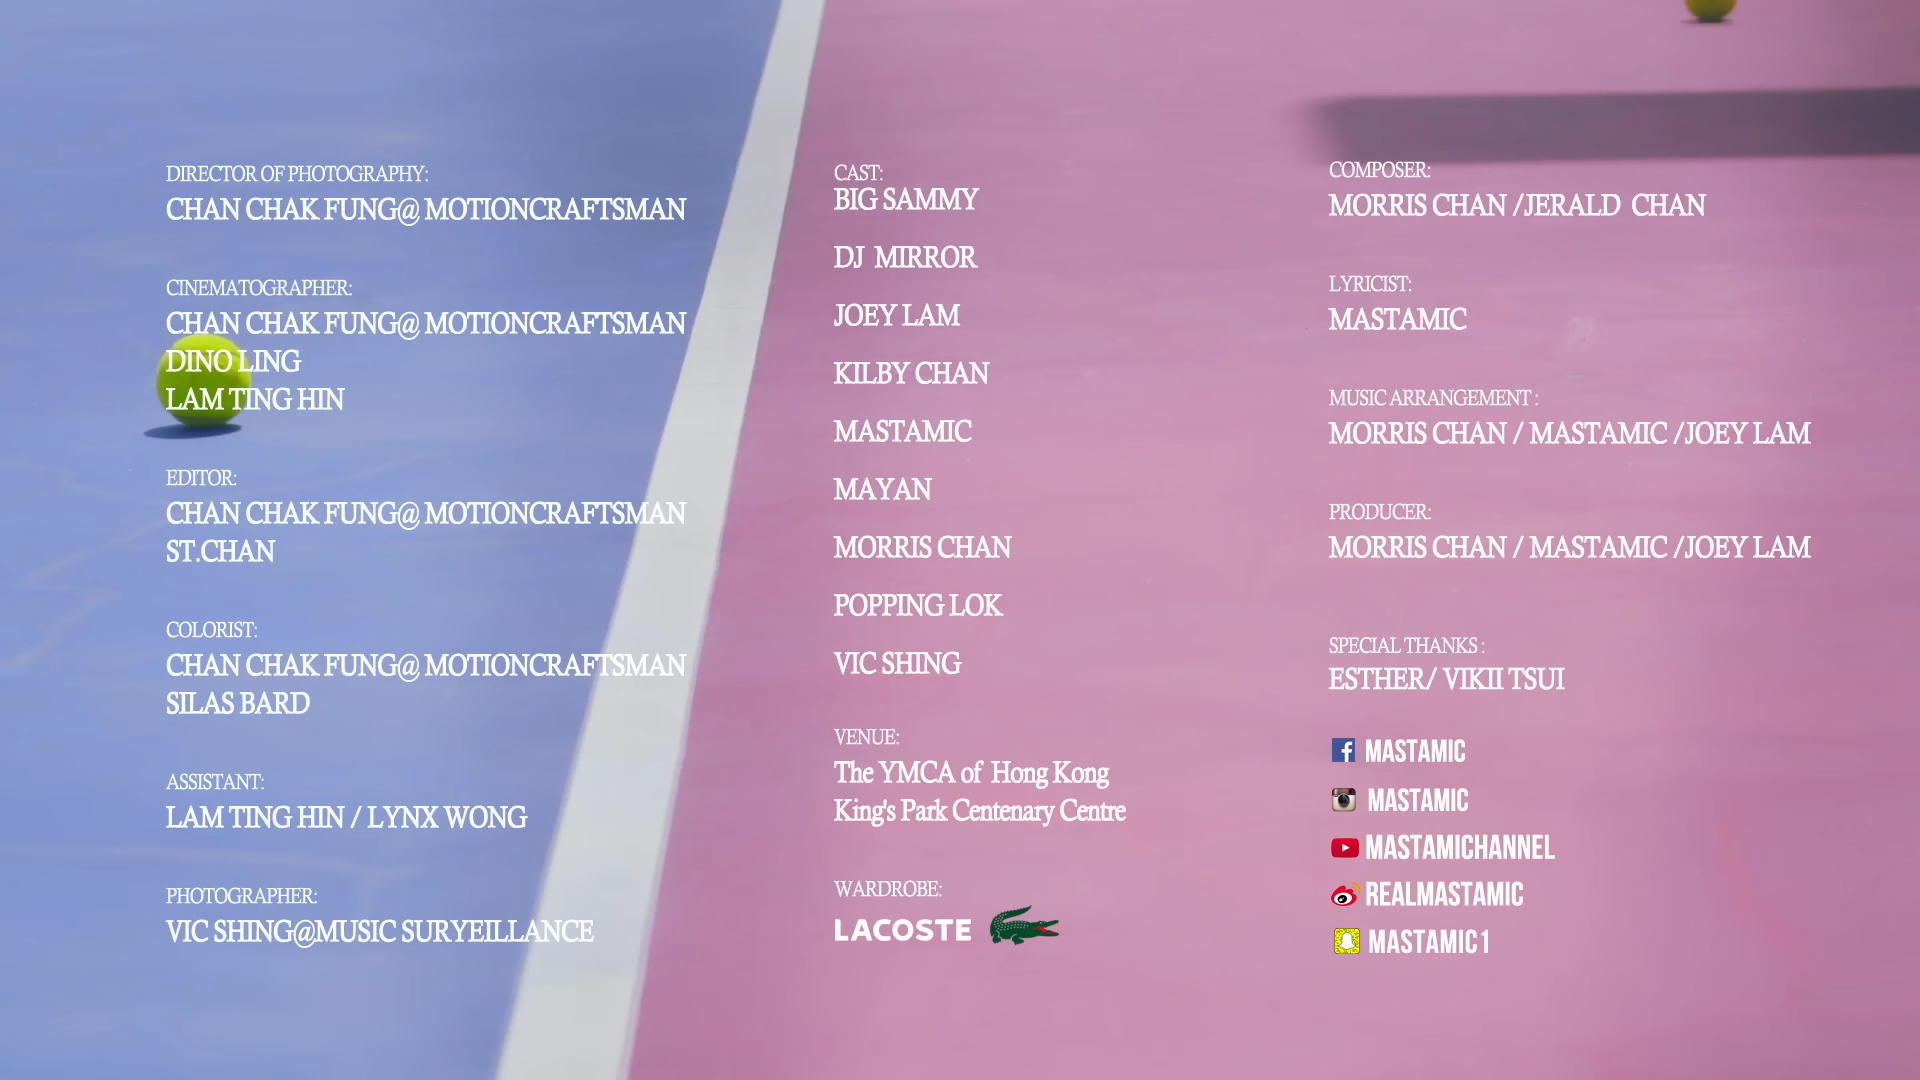 DIRECTOR OF PHOTOGRAPHY:
CHAN CHAK FUNG@ MOTIONCRAFTSMAN
CINEMATOGRAPHER:
CHAN CHAK FUNG@ MOTIONCRAFTSMAN
DINO LING
LAM TING HIN
EDITOR:
CHAN CHAK FUNG@ MOTIONCRAFTSMAN
ST.CHAN
COLORIST:
CHAN CHAK FUNG@ MOTIONCRAFTSMAN
SILAS BARD
ASSISTANT:
LAM TING HIN / LYNX WONG
PHOTOGRAPHER:
VIC SHING@MUSIC SURYEILLANCE
CAST:
BIG SAMMY
DJ MIRROR
JOEY LAM
KILBY CHAN
MASTAMIC
MAYAN
MORRIS CHAN
POPPING LOK
VIC SHING
VENUE:
The YMCA of Hong Kong
King's Park Centenary Centre
WARDROBE:
LACOSTE
COMPOSER:
MORRIS CHAN /JERALD CHAN
LYRICIST:
MASTAMIC
MUSIC ARRANGEMENT :
MORRIS CHAN / MASTAMIC /JOEY LAM
PRODUCER:
MORRIS CHAN / MASTAMIC /JOEY LAM
SPECIAL THANKS :
ESTHER/ VIKII TSUI
MASTAMIC
MASTAMIC
MASTAMICHANNEL
REALMASTAMIC
MASTAMIC1